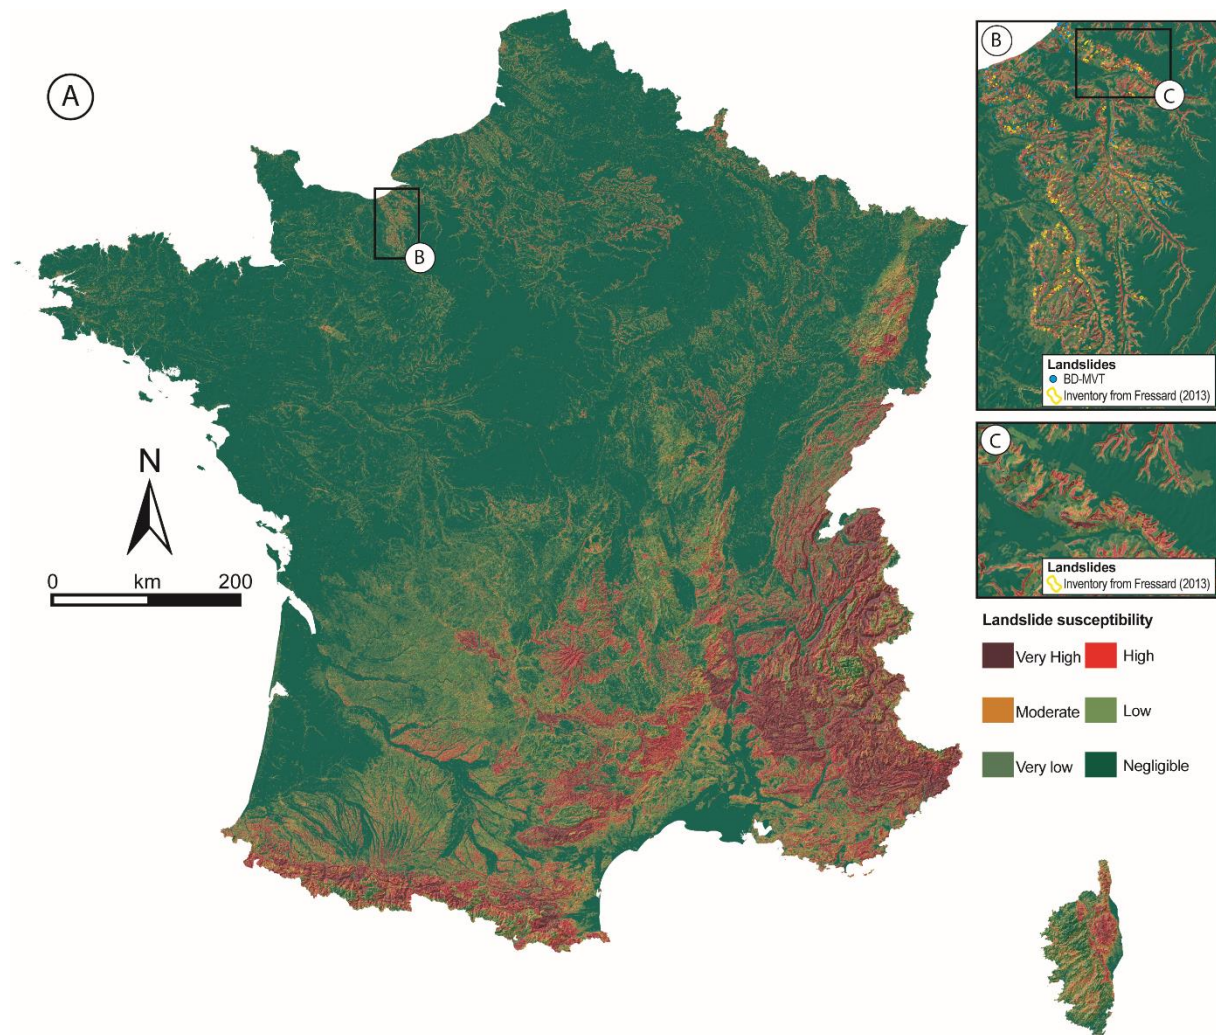 A
B
N
0 km 200
B
C
Landslides
BD-MVT
Inventory from Fressard (2013)
C
Landslides
Inventory from Fressard (2013)
Landslide susceptibility
Very High High
Moderate Low
Very low Negligible